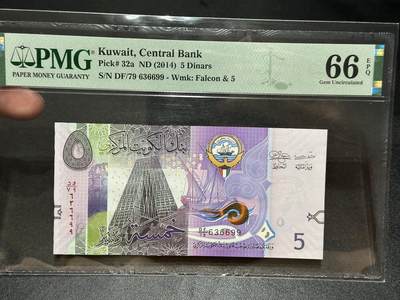 PMG
PAPER MONEY GUARANTY
Kuwait, Central Bank
Pick# 32a ND (2014) 5 Dinars
S/N DF/79 636699 - Wmk: Falcon & 5
66 EPQ
Gem Uncirculated
٥
بنك الكويت المركزي
خمسة
636699
5